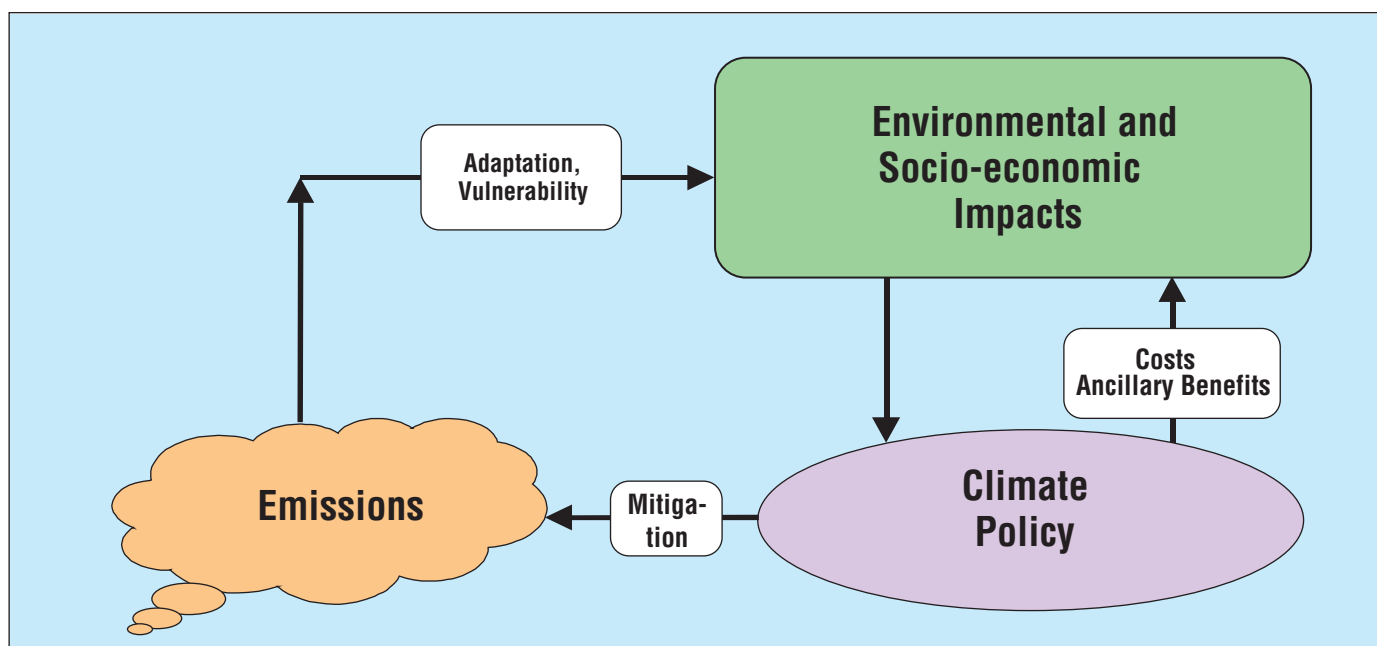 Environmental and
Socio-economic
Impacts
Adaptation,
Vulnerability
Costs
Ancillary Benefits
Emissions
Mitiga-
tion
Climate
Policy